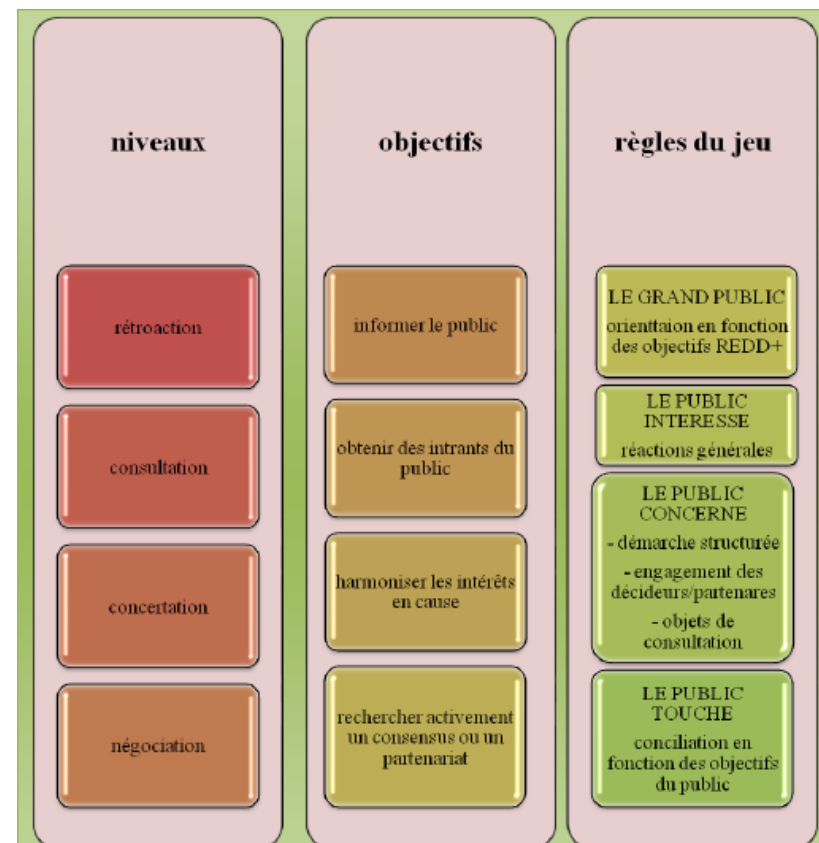 niveaux
rétroaction
consultation
concertation
négociation
objectifs
informer le public
obtenir des intrants du
public
harmoniser les intérêts
en cause
rechercher activement
un consensus ou un
partenariat
règles du jeu
LE GRAND PUBLIC
orienttaion en fonction
des objectifs REDD+
LE PUBLIC
INTERESSE
réactions générales
LE PUBLIC
CONCERNE
- démarche structurée
- engagement des
décideurs/partenares
- objets de
consultation
LE PUBLIC
TOUCHE
conciliation en
fonction des objectifs
du public